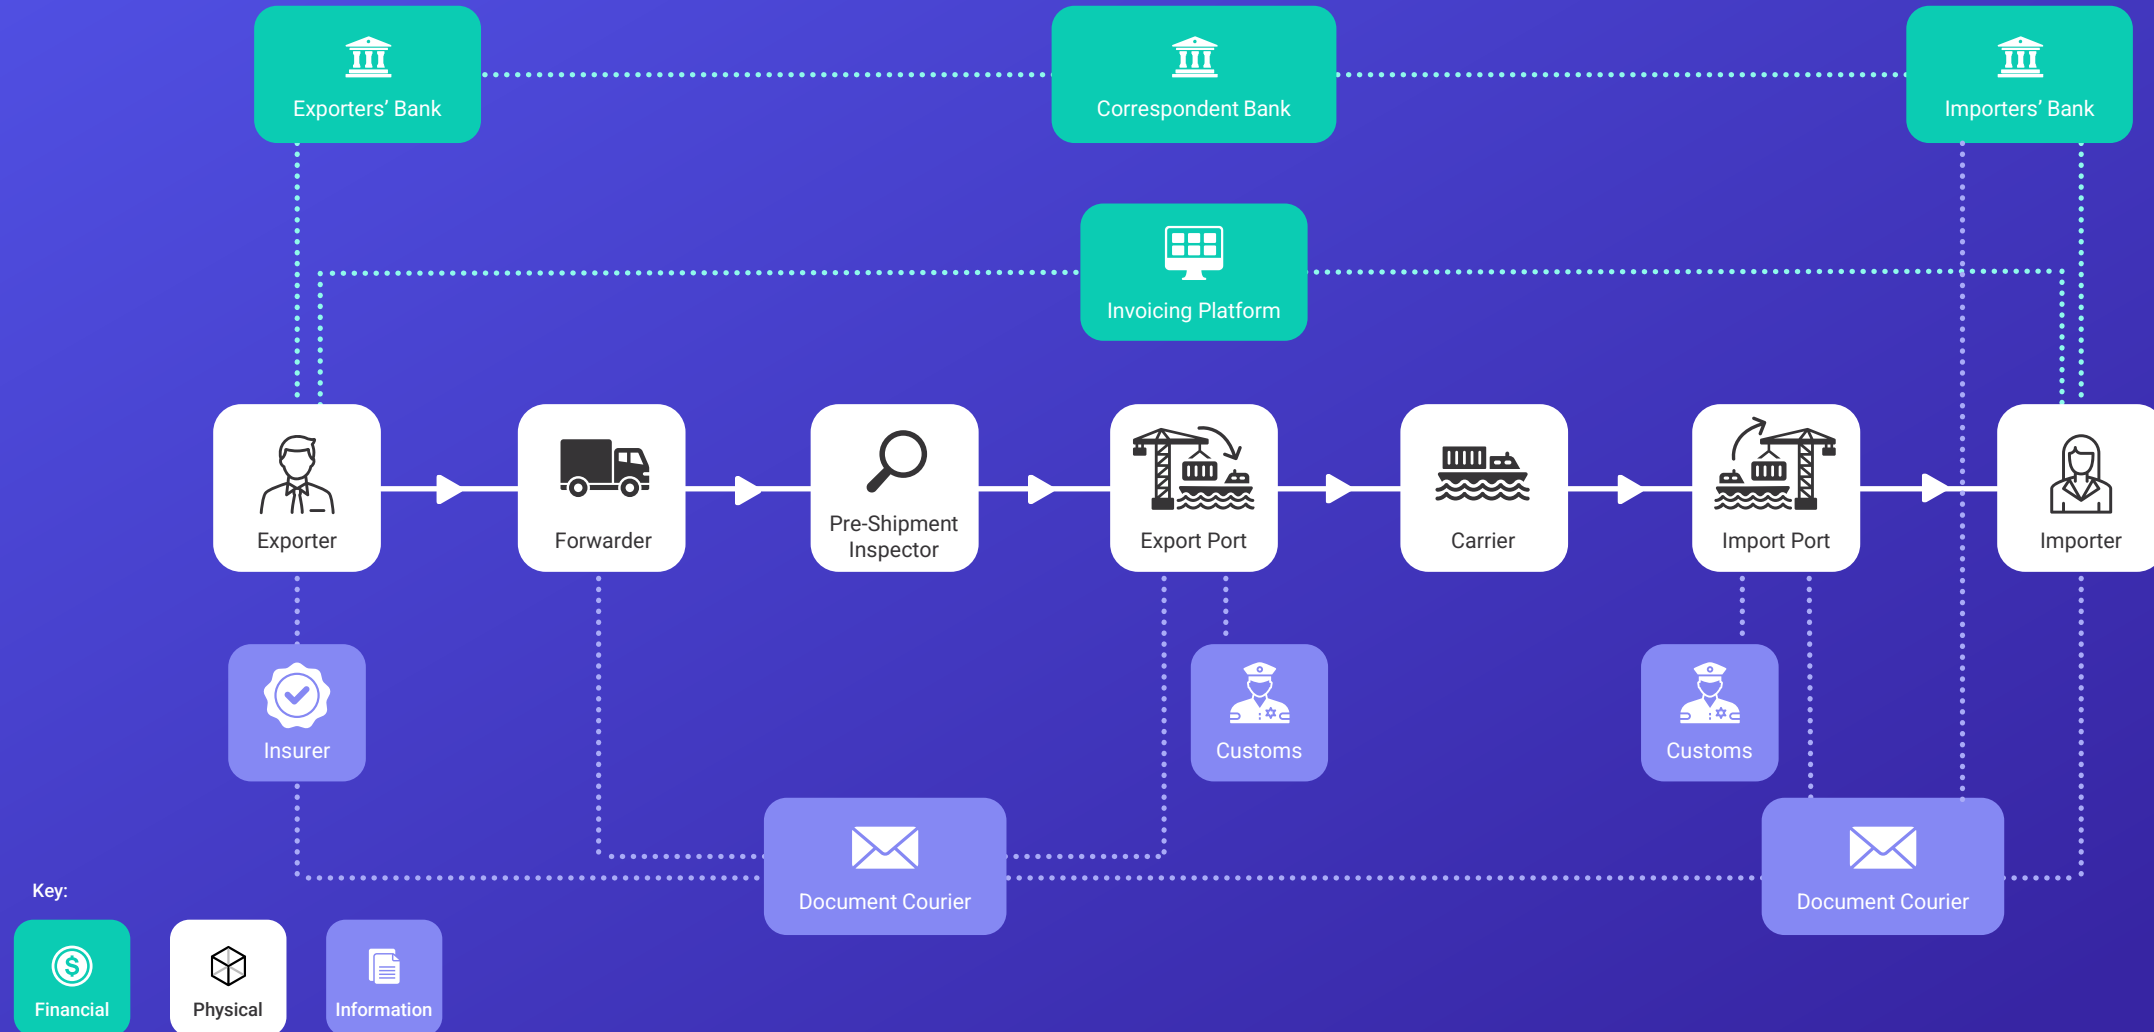 Exporters’ Bank
Correspondent Bank
Importers’ Bank
Invoicing Platform
Exporter
Forwarder
Pre-Shipment
Inspector
Export Port
Carrier
Import Port
Importer
Insurer
Customs
Customs
Document Courier
Document Courier
Key:
Financial
Physical
Information